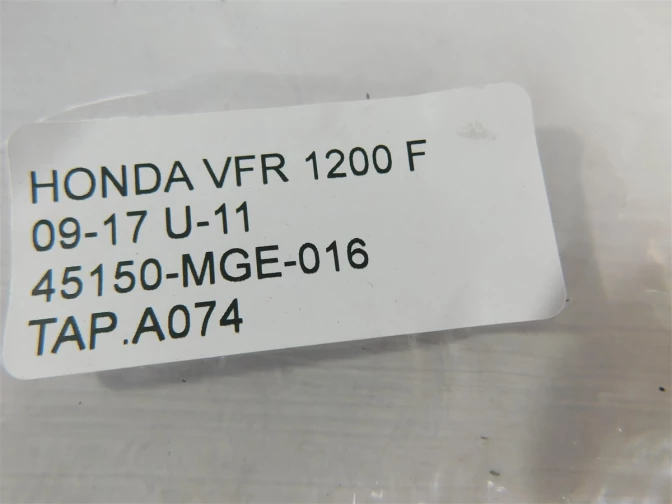 HONDA VFR 1200 F
09-17 U-11
45150-MGE-016
TAP.A074